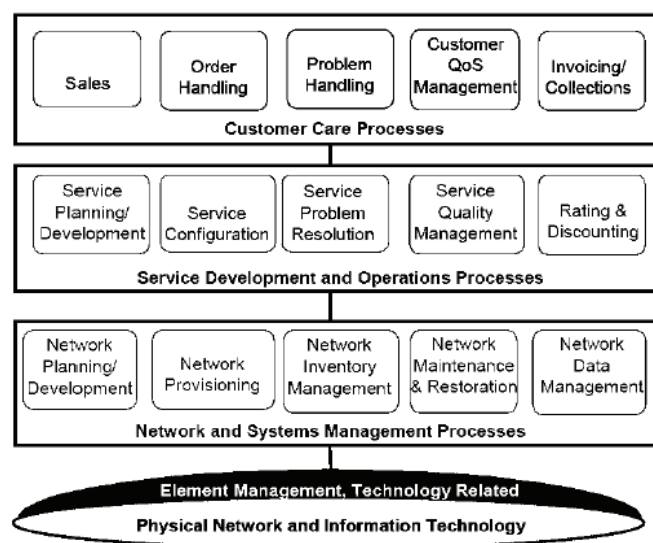 Sales
Order
Handling
Problem
Handling
Customer
QoS
Management
Invoicing/
Collections
Customer Care Processes
Service
Planning/
Development
Service
Configuration
Service
Problem
Resolution
Service
Quality
Management
Rating &
Discounting
Service Development and Operations Processes
Network
Planning/
Development
Network
Provisioning
Network
Inventory
Management
Network
Maintenance
& Restoration
Network
Data
Management
Network and Systems Management Processes
Element Management, Technology Related
Physical Network and Information Technology